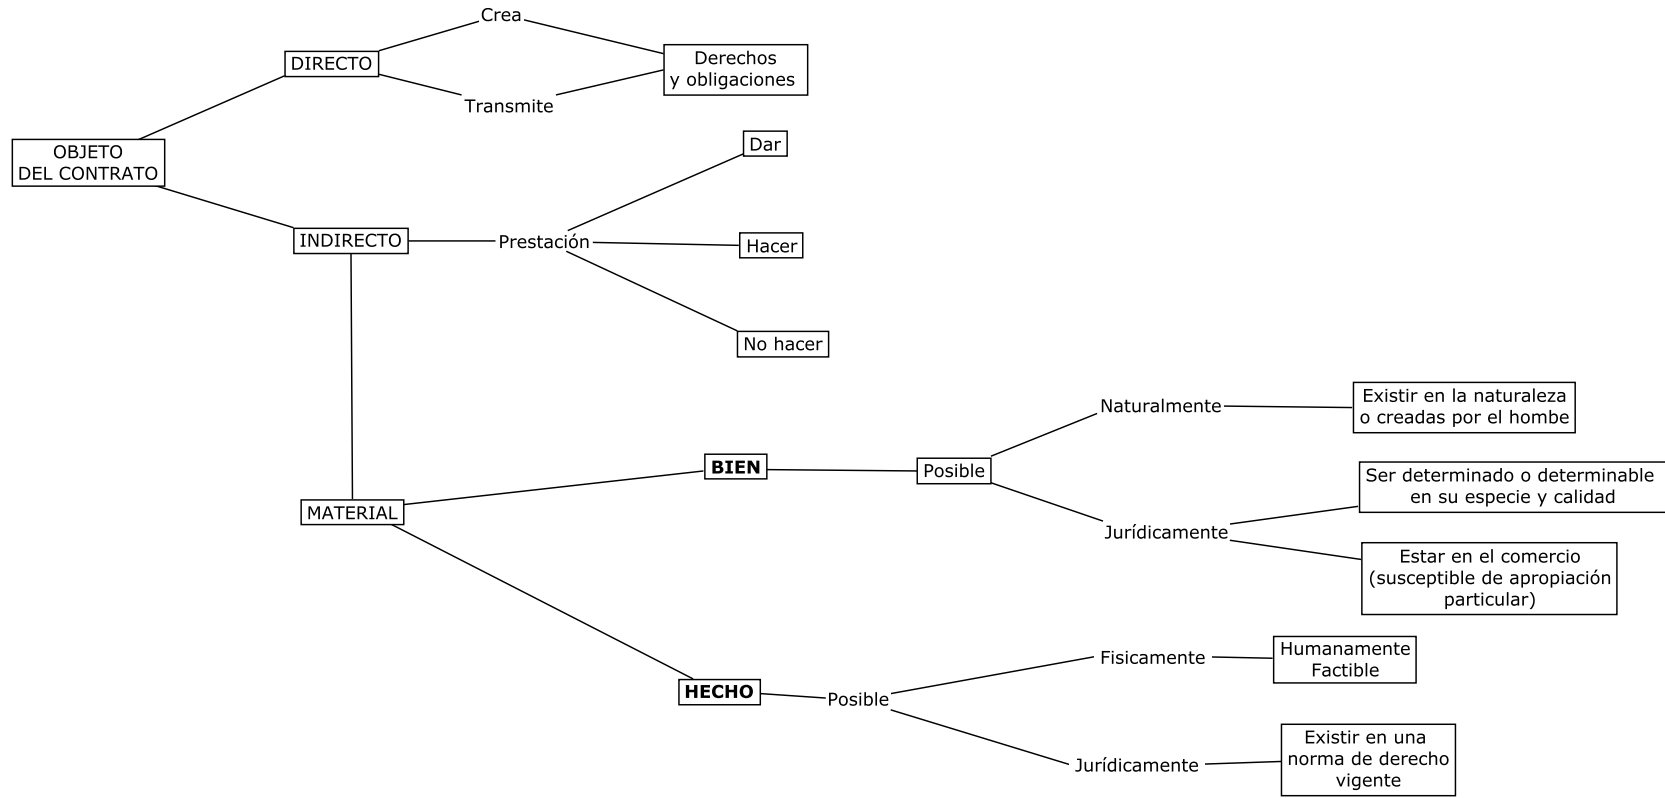 Crea
DIRECTO
Derechos
y obligaciones
Transmite
OBJETO
DEL CONTRATO
Dar
INDIRECTO
Prestación
Hacer
No hacer
Naturalmente
Existir en la naturaleza
o creadas por el hombe
BIEN
Posible
Ser determinado o determinable
en su especie y calidad
MATERIAL
Jurídicamente
Estar en el comercio
(susceptible de apropiación
particular)
Fisicamente
Humanamente
Factible
HECHO
Posible
Jurídicamente
Existir en una
norma de derecho
vigente